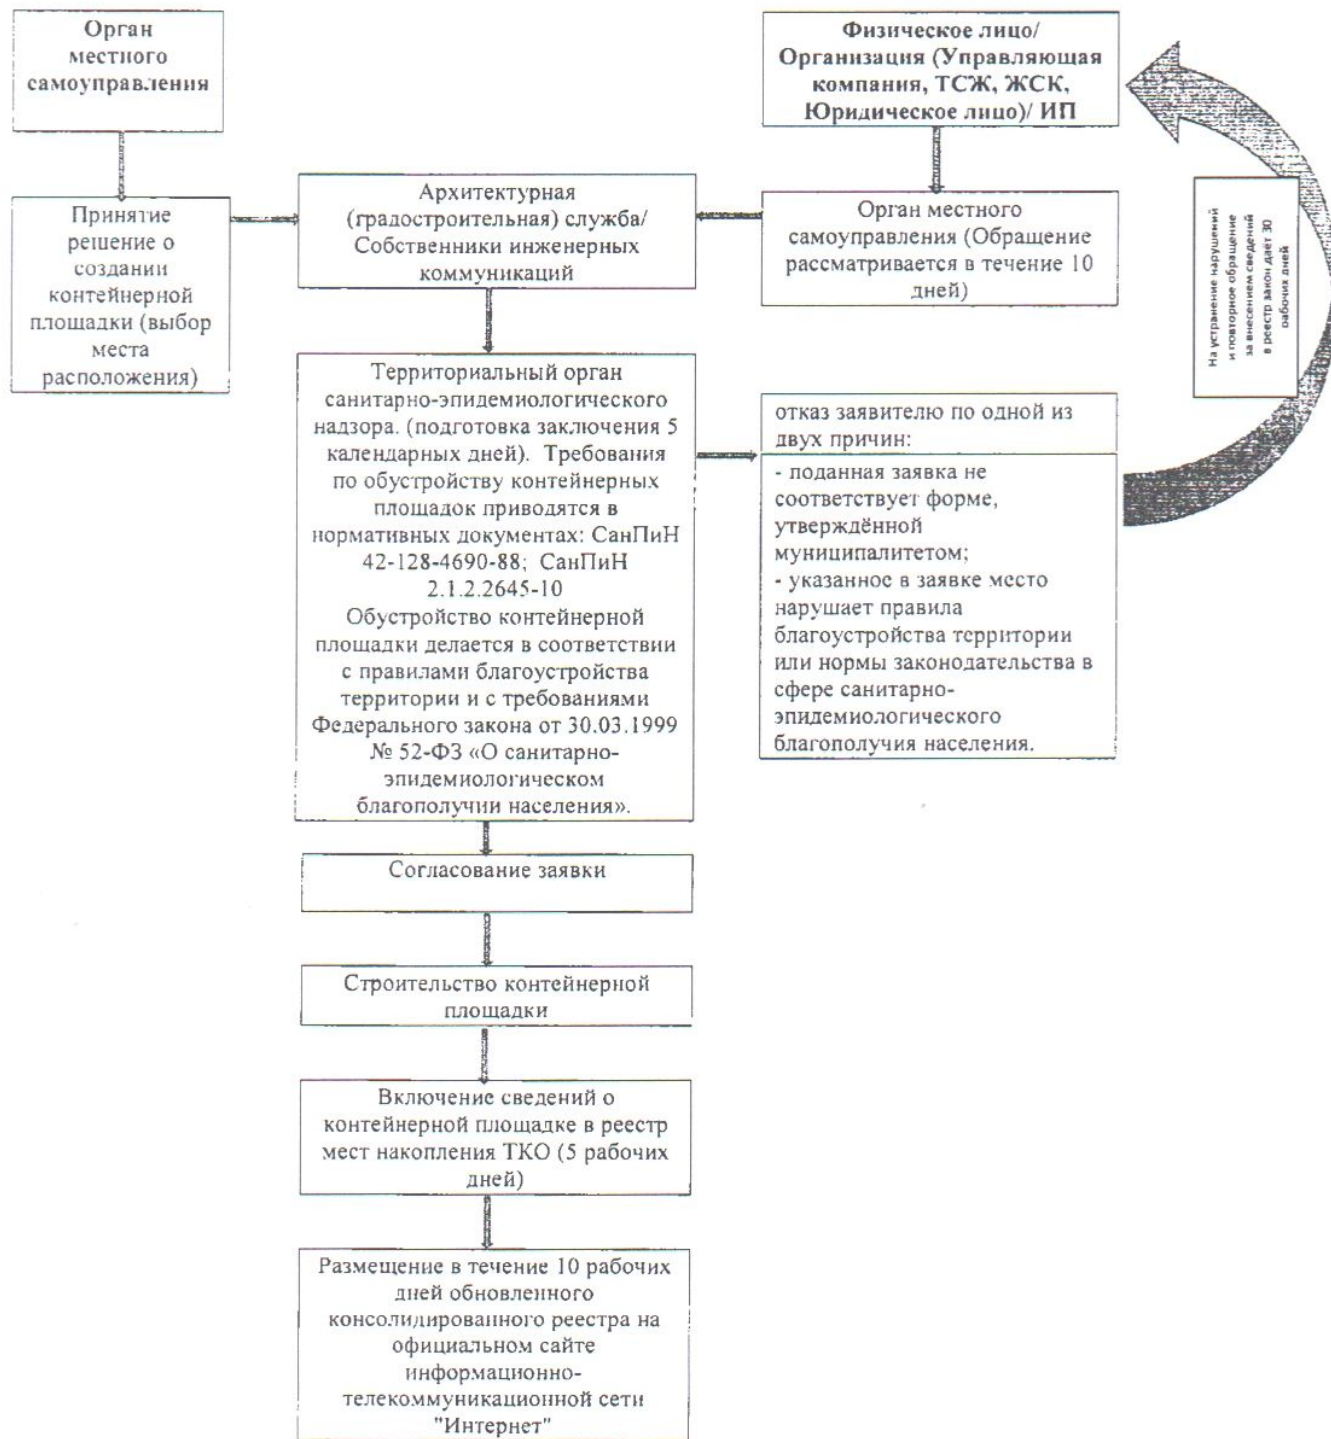 Орган
местного
самоуправления
Физическое лицо/
Организация (Управляющая
компания, ТСЖ, ЖСК,
Юридическое лицо)/ ИП
Принятие
решение о
создании
контейнерной
площадки (выбор
места
расположения)
Архитектурная
(градостроительная) служба/
Собственники инженерных
коммуникаций
Орган местного
самоуправления (Обращение
рассматривается в течение 10
дней)
На устранение нарушений
и повторное обращение
за внесением сведений
в реестр закон даёт 30
рабочих дней
Территориальный орган
санитарно-эпидемиологического
надзора. (подготовка заключения 5
календарных дней). Требования
по обустройству контейнерных
площадок приводятся в
нормативных документах: СанПиН
42-128-4690-88; СанПиН
2.1.2.2645-10
Обустройство контейнерной
площадки делается в соответствии
с правилами благоустройства
территории и с требованиями
Федерального закона от 30.03.1999
№ 52-ФЗ «О санитарно-
эпидемиологическом
благополучии населения».
отказ заявителю по одной из
двух причин:
- поданная заявка не
соответствует форме,
утверждённой
муниципалитетом;
- указанное в заявке место
нарушает правила
благоустройства территории
или нормы законодательства в
сфере санитарно-
эпидемиологического
благополучия населения.
Согласование заявки
Строительство контейнерной
площадки
Включение сведений о
контейнерной площадке в реестр
мест накопления ТКО (5 рабочих
дней)
Размещение в течение 10 рабочих
дней обновленного
консолидированного реестра на
официальном сайте
информационно-
телекоммуникационной сети
"Интернет"